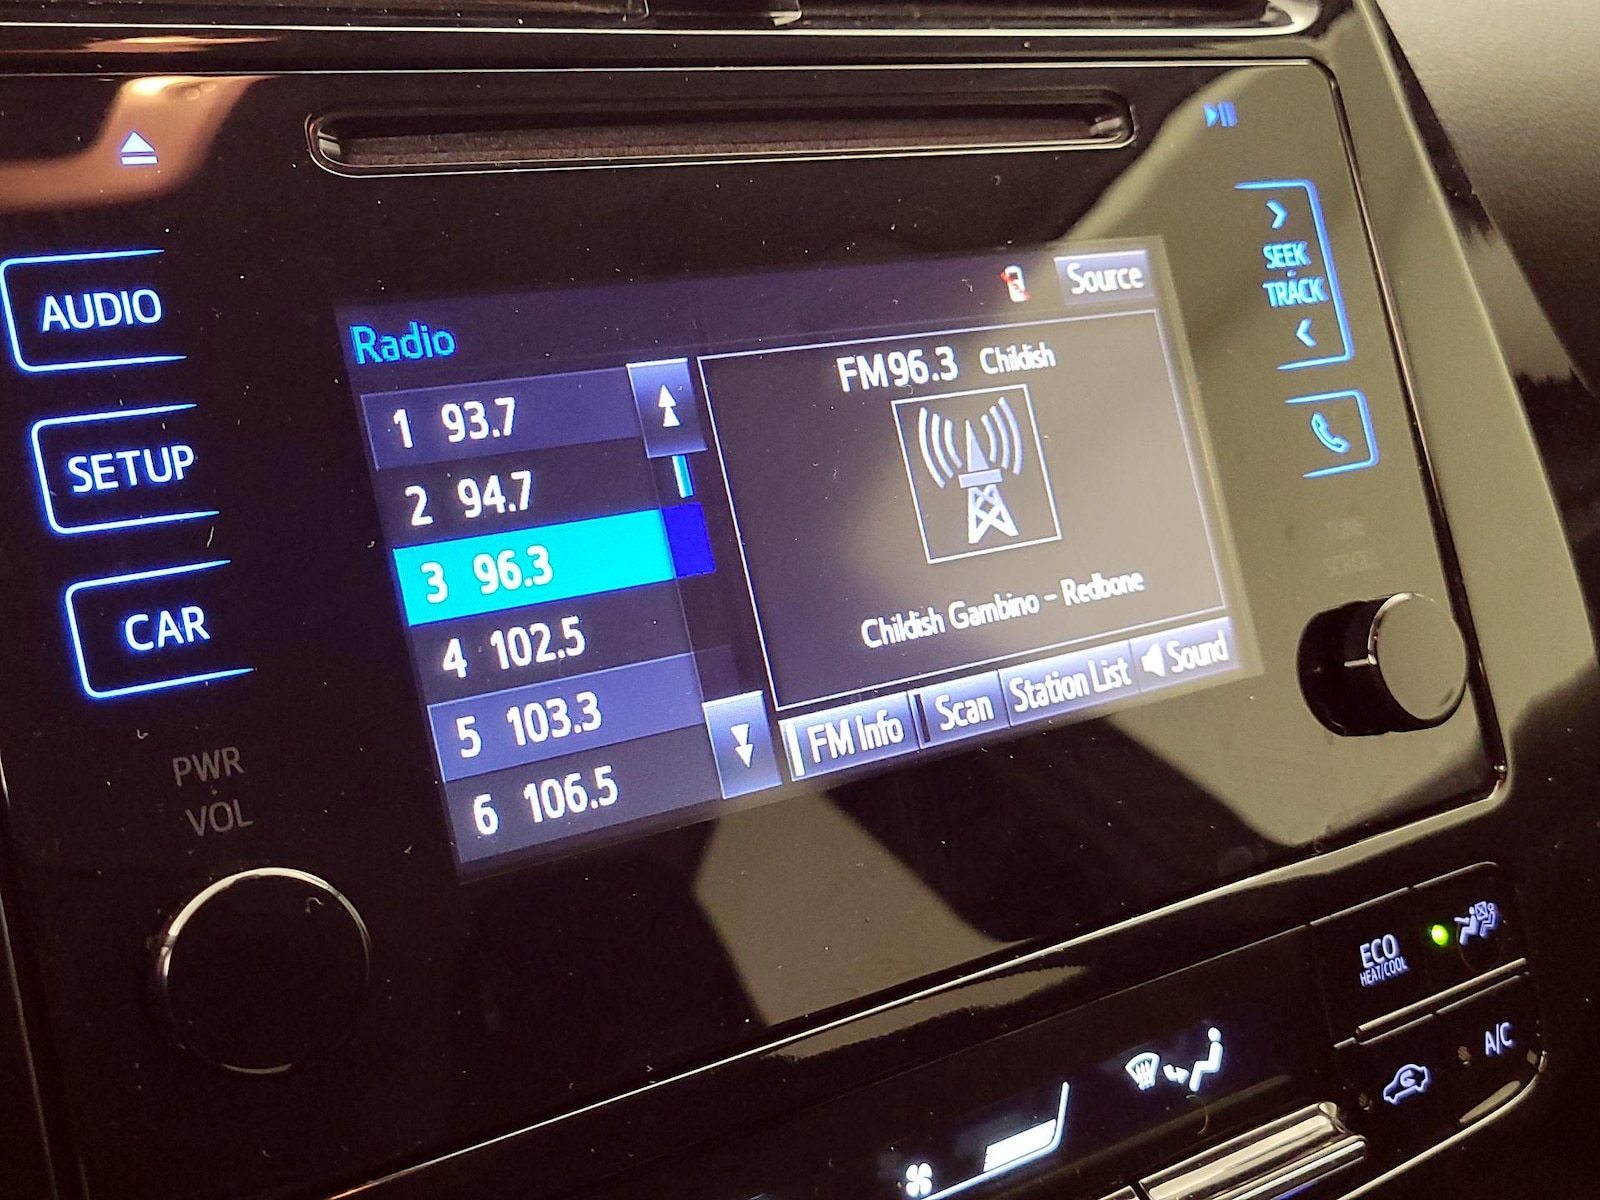 AUDIO
SETUP
CAR
PWR
VOL
Radio
Source
1 93.7
2 94.7
3 96.3
4 102.5
5 103.3
6 106.5
FM96.3 Childish
Childish Gambino - Redbone
FM Info
Scan
Station List
Sound
SEEK
TRACK
TUNE
SCROLL
ECO
HEAT/COOL
A/C